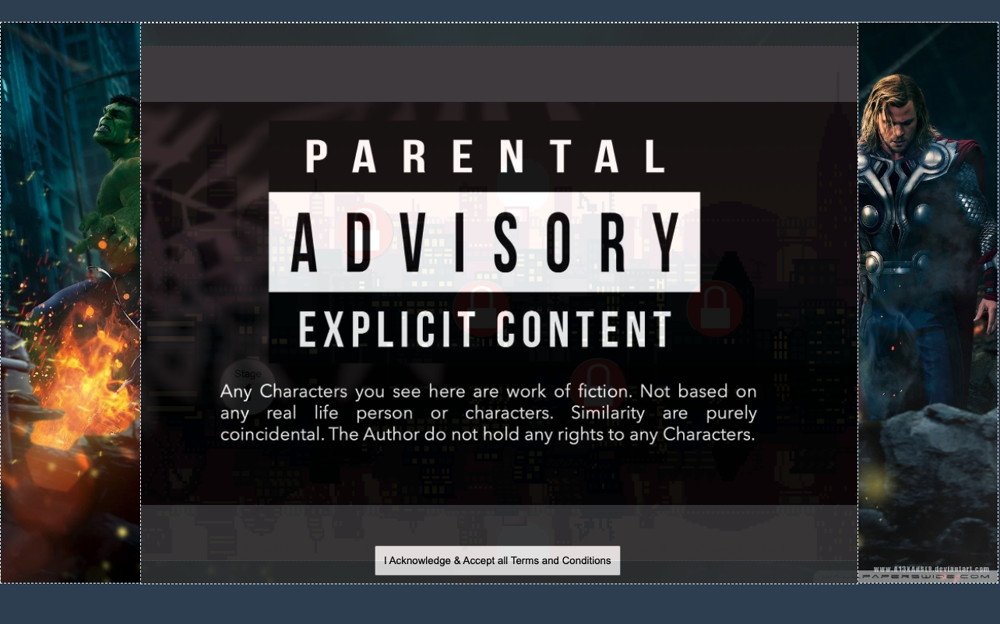 PARENTAL
ADVISORY
EXPLICIT CONTENT
Stage
Any Characters you see here are work of fiction. Not based on
any real life person or characters. Similarity are purely
coincidental. The Author do not hold any rights to any Characters.
I Acknowledge & Accept all Terms and Conditions
www.A13XANDER.deviantart.com